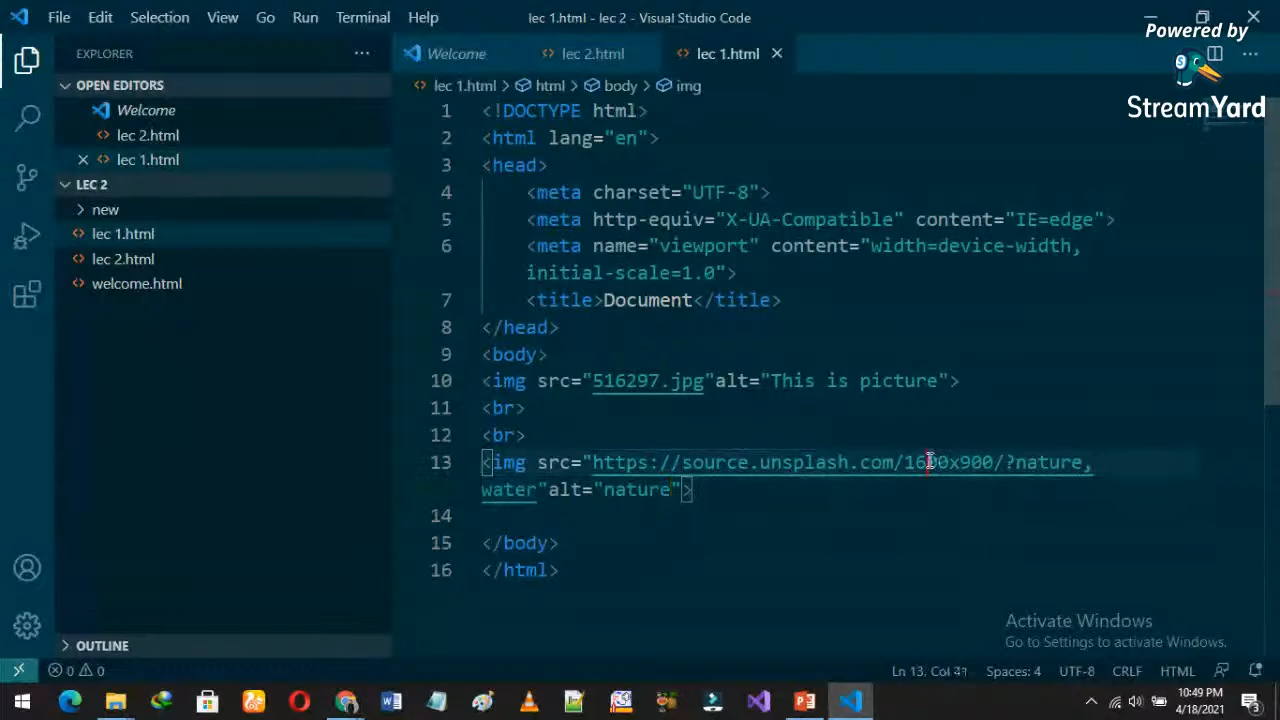 File Edit Selection View Go Run Terminal Help
lec 1.html - lec 2 - Visual Studio Code
Powered by
StreamYard
EXPLORER
OPEN EDITORS
Welcome
lec 2.html
lec 1.html
LEC 2
new
lec 1.html
lec 2.html
welcome.html
OUTLINE
Welcome lec 2.html lec 1.html
lec 1.html > html > body > img
1 <!DOCTYPE html>
2 <html lang="en">
3 <head>
4 <meta charset="UTF-8">
5 <meta http-equiv="X-UA-Compatible" content="IE=edge">
6 <meta name="viewport" content="width=device-width,
initial-scale=1.0">
7 <title>Document</title>
8 </head>
9 <body>
10 <img src="516297.jpg"alt="This is picture">
11 <br>
12 <br>
13 <img src="https://source.unsplash.com/1600x900/?nature,
water"alt="nature">
14
15 </body>
16 </html>
Activate Windows
Go to Settings to activate Windows.
0 0
Ln 13, Col Spaces: 4 UTF-8 CRLF HTML
10:49 PM
4/18/2021
3